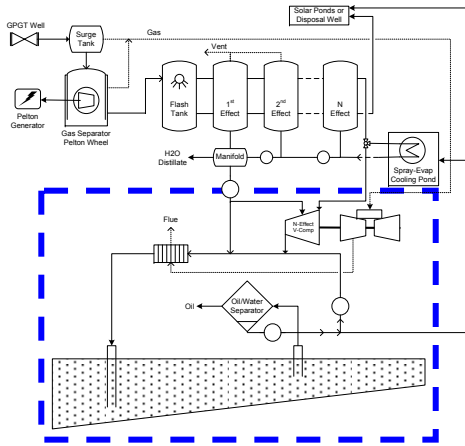 GPGT Well
Surge
Tank
Gas
Solar Ponds or
Disposal Well
Vent
Pelton
Generator
Gas Separator
Pelton Wheel
Flash
Tank
1st
Effect
2nd
Effect
N
Effect
H2O
Distillate
Manifold
Spray-Evap
Cooling Pond
Flue
N-Effect
V-Comp
Oil
Oil/Water
Separator